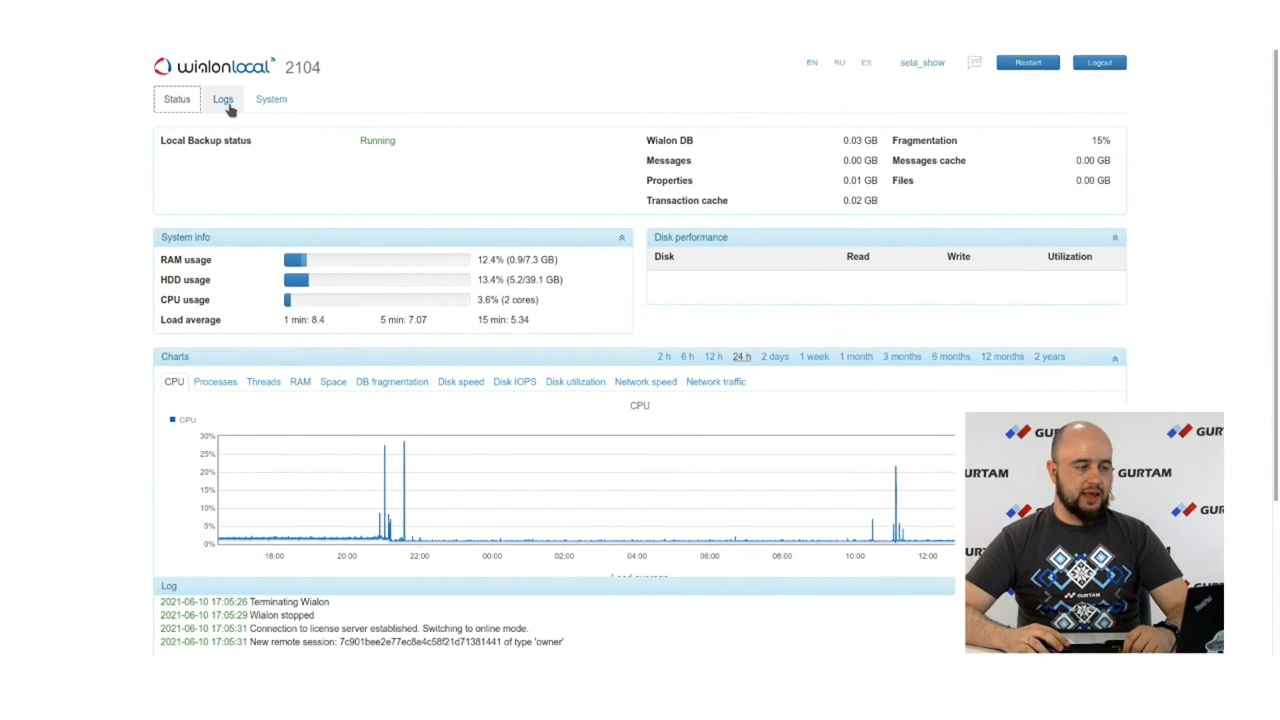 wialonlocal 2104
EN RU ES sela_show Restart Logout
Status Logs System
Local Backup status Running
Wialon DB 0.03 GB Fragmentation 15%
Messages 0.00 GB Messages cache 0.00 GB
Properties 0.01 GB Files 0.00 GB
Transaction cache 0.02 GB
System info
RAM usage 12.4% (0.9/7.3 GB)
HDD usage 13.4% (5.2/39.1 GB)
CPU usage 3.6% (2 cores)
Load average 1 min: 8.4 5 min: 7.07 15 min: 5.34
Disk performance
Disk Read Write Utilization
Charts 2 h 6 h 12 h 24 h 2 days 1 week 1 month 3 months 6 months 12 months 2 years
CPU Processes Threads RAM Space DB fragmentation Disk speed Disk IOPS Disk utilization Network speed Network traffic
CPU
CPU
30%
25%
20%
15%
10%
5%
0%
18:00 20:00 22:00 00:00 02:00 04:00 06:00 08:00 10:00 12:00
Load average
Log
2021-06-10 17:05:26 Terminating Wialon
2021-06-10 17:05:29 Wialon stopped
2021-06-10 17:05:31 Connection to license server established. Switching to online mode.
2021-06-10 17:05:31 New remote session: 7c901bee2e77ec8e4c58f21d71381441 of type 'owner'
GU GUR
URTAM GURTAM
GU
UR
GURTAM
ThinkPad